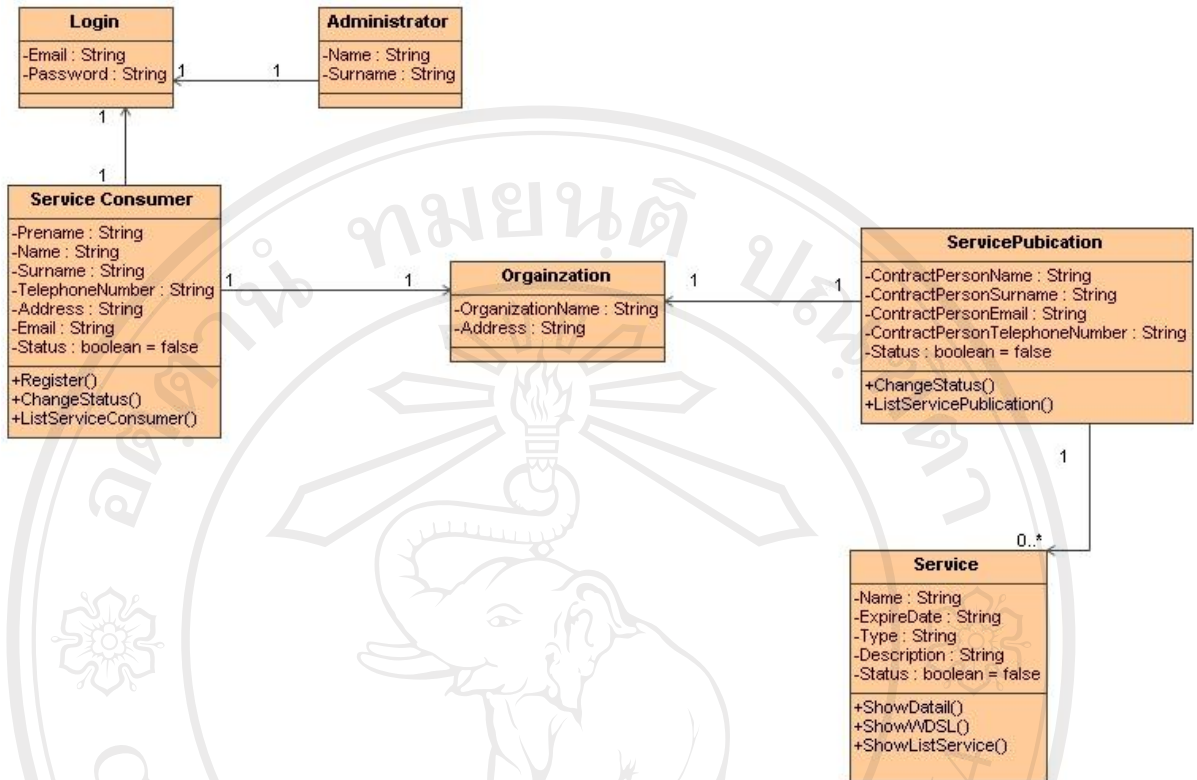 Login
-Email : String
-Password : String
Administrator
-Name : String
-Surname : String
1
1
1
1
Service Consumer
-Prename : String
-Name : String
-Surname : String
-TelephoneNumber : String
-Address : String
-Email : String
-Status : boolean = false
+Register()
+ChangeStatus()
+ListServiceConsumer()
1
1
Orgainzation
-OrganizationName : String
-Address : String
1
1
ServicePubication
-ContractPersonName : String
-ContractPersonSurname : String
-ContractPersonEmail : String
-ContractPersonTelephoneNumber : String
-Status : boolean = false
+ChangeStatus()
+ListServicePublication()
1
0..*
Service
-Name : String
-ExpireDate : String
-Type : String
-Description : String
-Status : boolean = false
+ShowDatail()
+ShowWDSL()
+ShowListService()